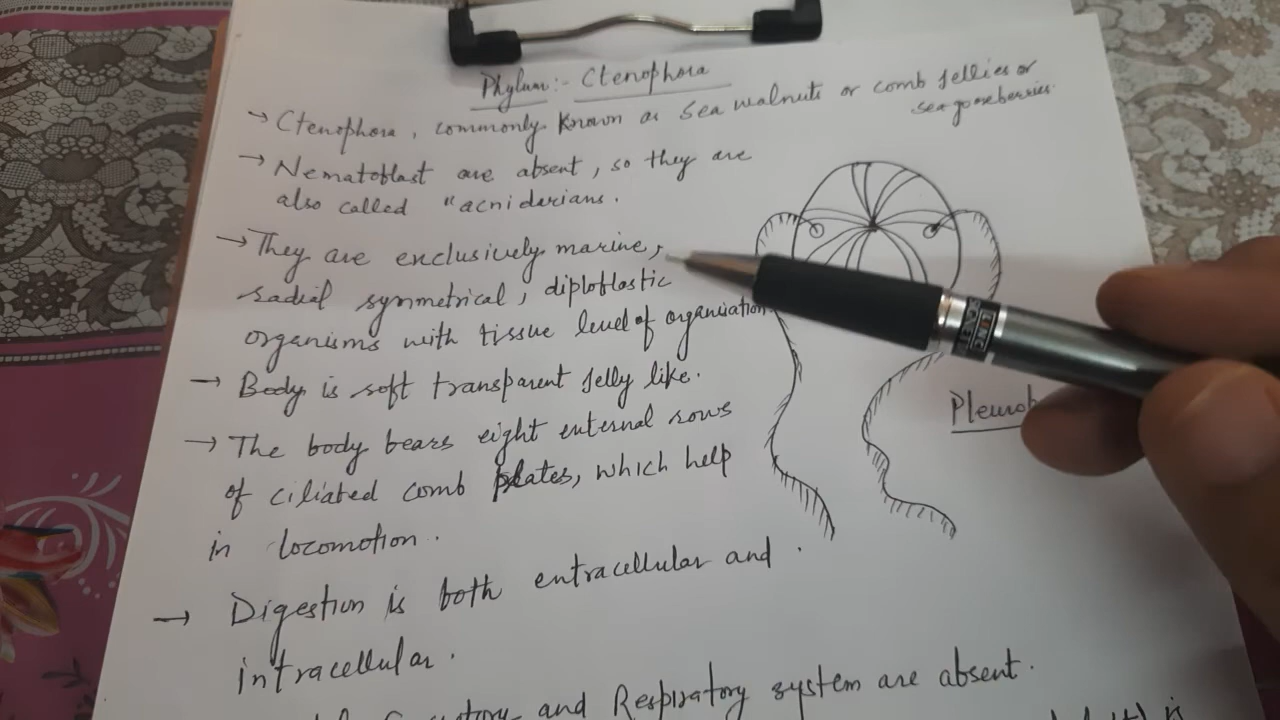 Phylum:- Ctenophora
→ Ctenophora, commonly known as sea walnuts or comb jellies or
sea gooseberries
→ Nematoblast are absent, so they are
also called "acnidarians.
→ They are exclusively marine,
radial symmetrical, diploblastic
organisms with tissue level of organisation
→ Body is soft transparent jelly like.
→ The body bears eight external rows
of ciliated comb plates, which help
in locomotion.
Pleurob
→ Digestion is both extracellular and
intracellular.
and Respiratory system are absent.
is
KING